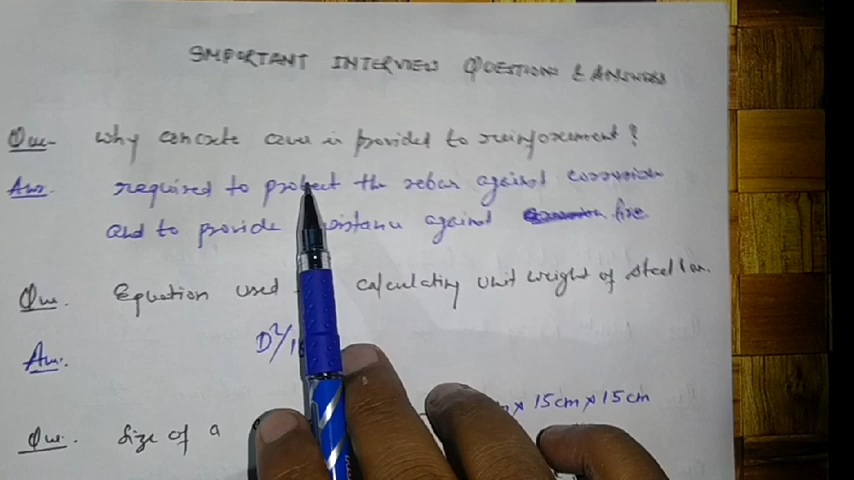 IMPORTANT INTERVIEW QUESTIONS & ANSWERS
Que- Why concrete cover is provided to reinforcement?
Ans. required to protect the rebar against corrosion
and to provide against fire
Que. Equation used calculating unit weight of steel
Ans. D²/
Que. Size of a × 15cm × 15cm